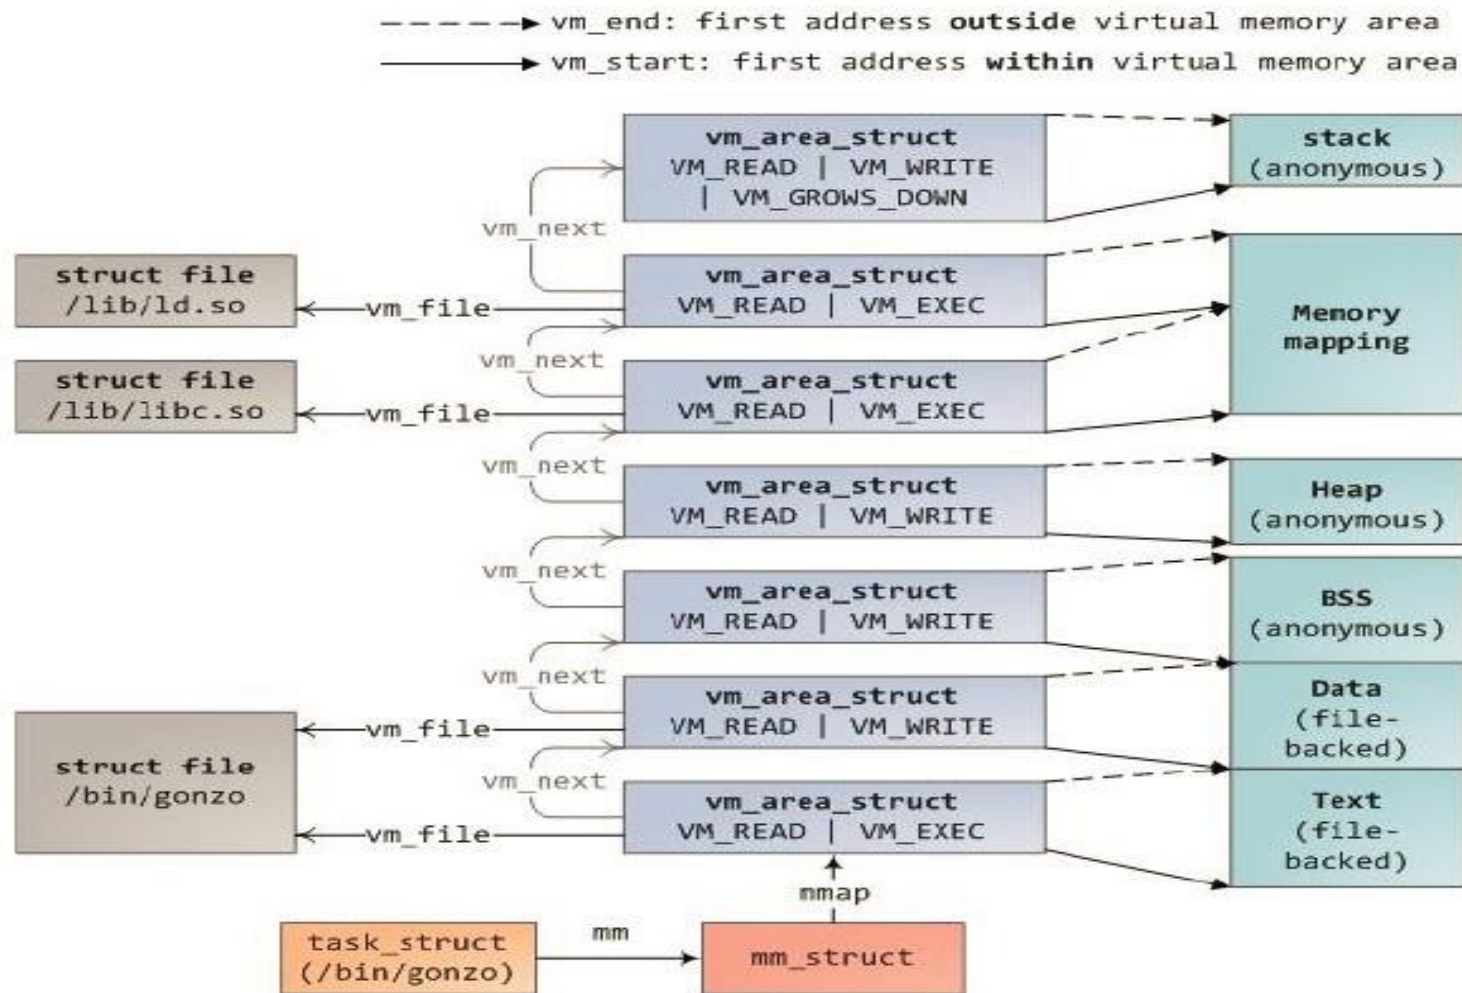 vm_end: first address outside virtual memory area
vm_start: first address within virtual memory area
vm_area_struct
VM_READ | VM_WRITE
| VM_GROWS_DOWN
stack
(anonymous)
vm_next
struct file
/lib/ld.so
vm_file
vm_area_struct
VM_READ | VM_EXEC
Memory
mapping
vm_next
struct file
/lib/libc.so
vm_file
vm_area_struct
VM_READ | VM_EXEC
vm_next
vm_area_struct
VM_READ | VM_WRITE
Heap
(anonymous)
vm_next
vm_area_struct
VM_READ | VM_WRITE
BSS
(anonymous)
vm_next
vm_area_struct
VM_READ | VM_WRITE
Data
(file-
backed)
vm_file
struct file
/bin/gonzo
vm_next
vm_area_struct
VM_READ | VM_EXEC
Text
(file-
backed)
vm_file
mmap
task_struct
(/bin/gonzo)
mm
mm_struct